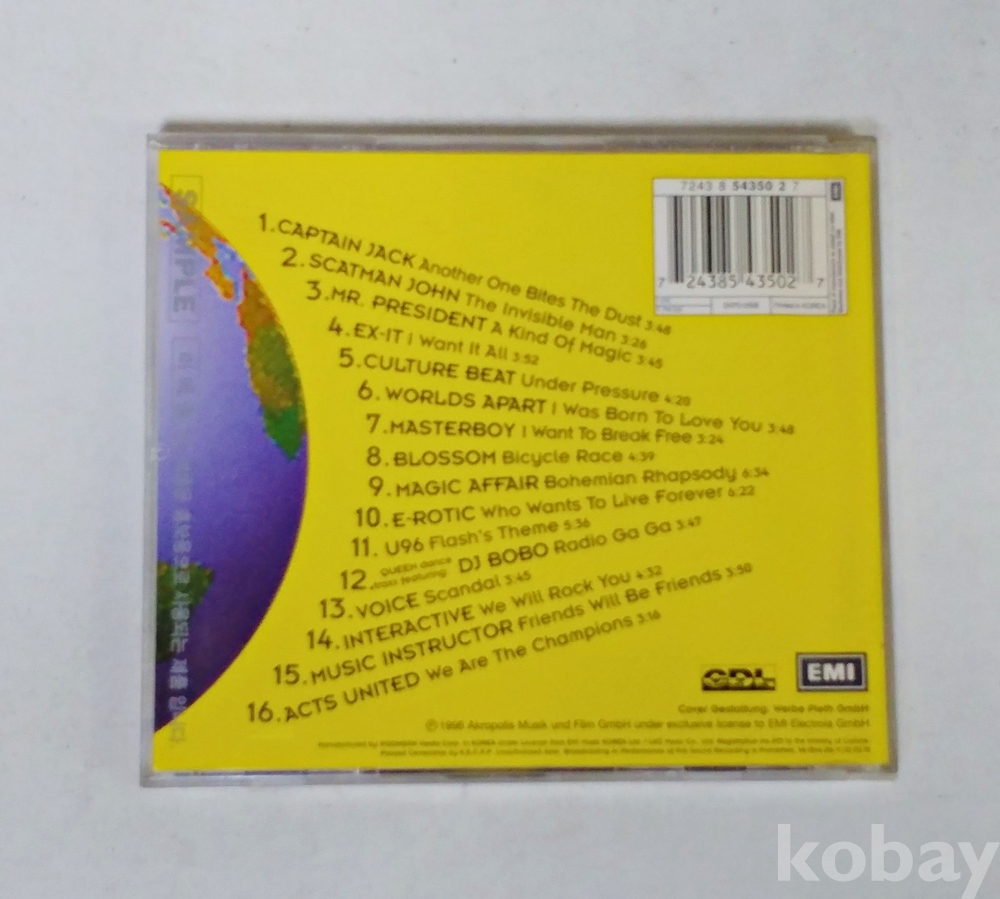 7243 8 54350 2 7
7 24385 43502 7
EMI
SAMPLE
1. CAPTAIN JACK Another One Bites The Dust 3:48
2. SCATMAN JOHN The Invisible Man 3:26
3. MR. PRESIDENT A Kind Of Magic 3:45
4. EX-IT I Want It All 3:52
5. CULTURE BEAT Under Pressure 4:20
6. WORLDS APART I Was Born To Love You 3:48
7. MASTERBOY I Want To Break Free 3:24
8. BLOSSOM Bicycle Race 4:39
9. MAGIC AFFAIR Bohemian Rhapsody 6:34
10. E-ROTIC Who Wants To Live Forever 6:22
11. U96 Flash's Theme 5:36
12. QUEEN dance traxx featuring DJ BOBO Radio Ga Ga 3:47
13. VOICE Scandal 3:45
14. INTERACTIVE We Will Rock You 4:32
15. MUSIC INSTRUCTOR Friends Will Be Friends 3:50
16. ACTS UNITED We Are The Champions 3:16
CDL EMI
Cover Gestaltung: Werbe Pleth GmbH
℗ 1996 Akropolis Musik und Film GmbH under exclusive license to EMI Electrola GmbH
kobay